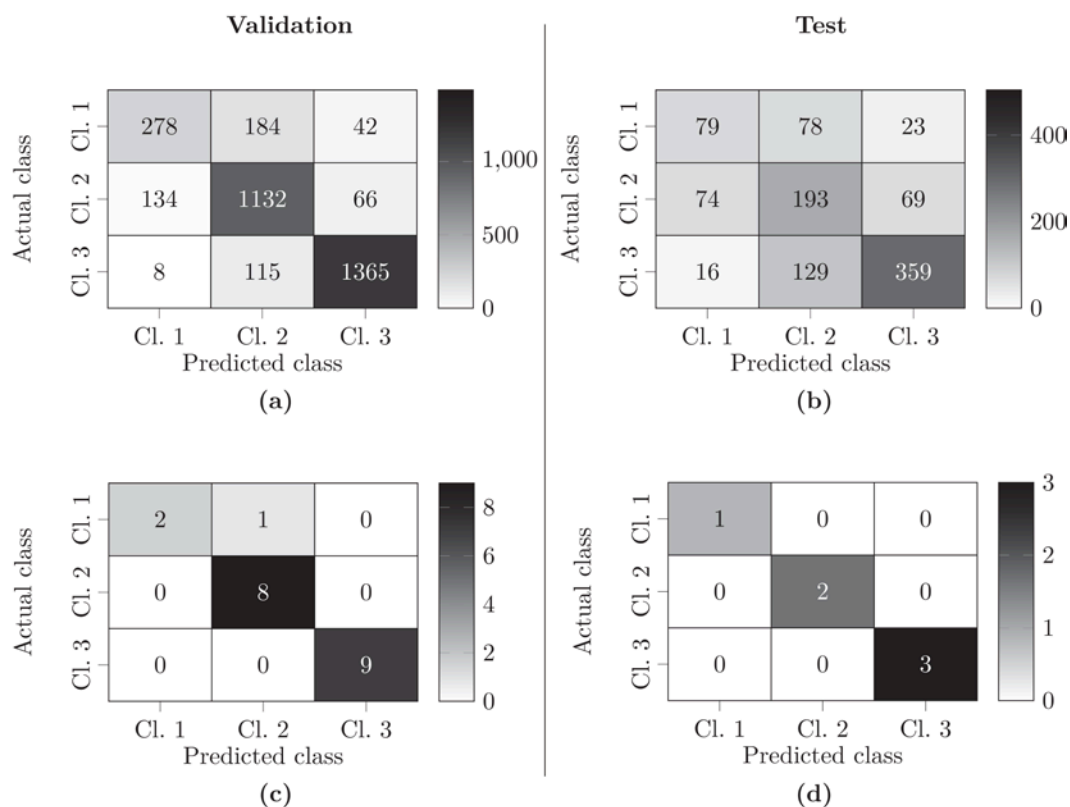 Validation
Test
Actual class
Cl. 1
278 184 42
Cl. 2
134 1132 66
Cl. 3
8 115 1365
Cl. 1 Cl. 2 Cl. 3
Predicted class
1,000
500
0
(a)
Actual class
Cl. 1
79 78 23
Cl. 2
74 193 69
Cl. 3
16 129 359
Cl. 1 Cl. 2 Cl. 3
Predicted class
400
200
0
(b)
Actual class
Cl. 1
2 1 0
Cl. 2
0 8 0
Cl. 3
0 0 9
Cl. 1 Cl. 2 Cl. 3
Predicted class
8
6
4
2
0
(c)
Actual class
Cl. 1
1 0 0
Cl. 2
0 2 0
Cl. 3
0 0 3
Cl. 1 Cl. 2 Cl. 3
Predicted class
3
2
1
0
(d)